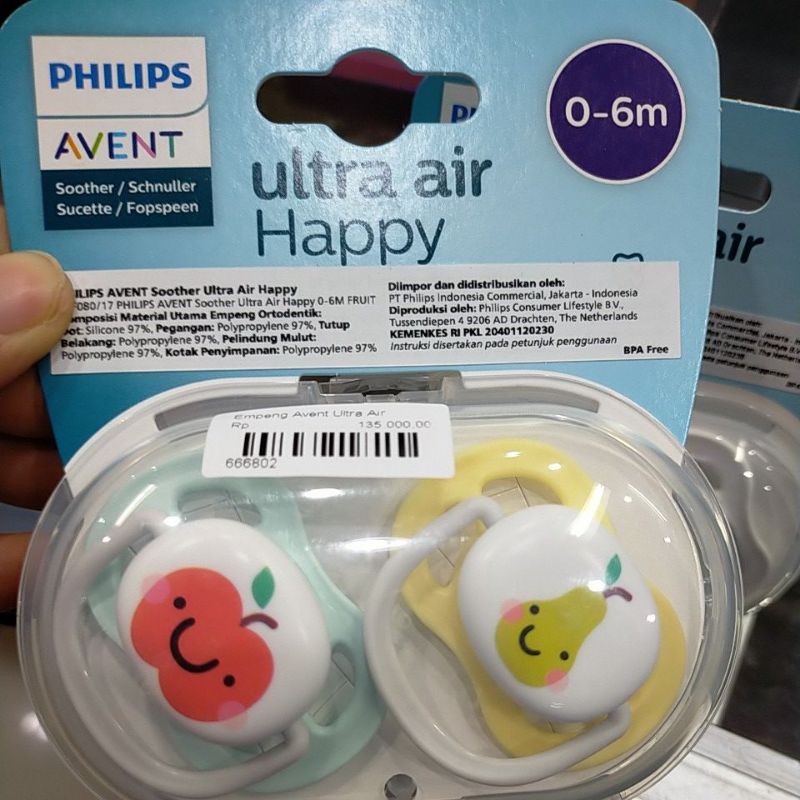 PHILIPS
AVENT
Soother / Schnuller
Sucette / Fopspeen
0-6m
ultra air
Happy
PHILIPS AVENT Soother Ultra Air Happy
080/17 PHILIPS AVENT Soother Ultra Air Happy 0-6M FRUIT
Komposisi Material Utama Empeng Ortodentik:
Dot: Silicone 97%, Pegangan: Polypropylene 97%, Tutup
Belakang: Polypropylene 97%, Pelindung Mulut:
Polypropylene 97%, Kotak Penyimpanan: Polypropylene 97%
Diimpor dan didistribusikan oleh:
PT Philips Indonesia Commercial, Jakarta - Indonesia
Diproduksi oleh: Philips Consumer Lifestyle B.V.,
Tussendiepen 4 9206 AD Drachten, The Netherlands
KEMENKES RI PKL 20401120230
Instruksi disertakan pada petunjuk penggunaan
BPA Free
Empeng Avent Ultra Air
Rp 135 000.00
666802
air